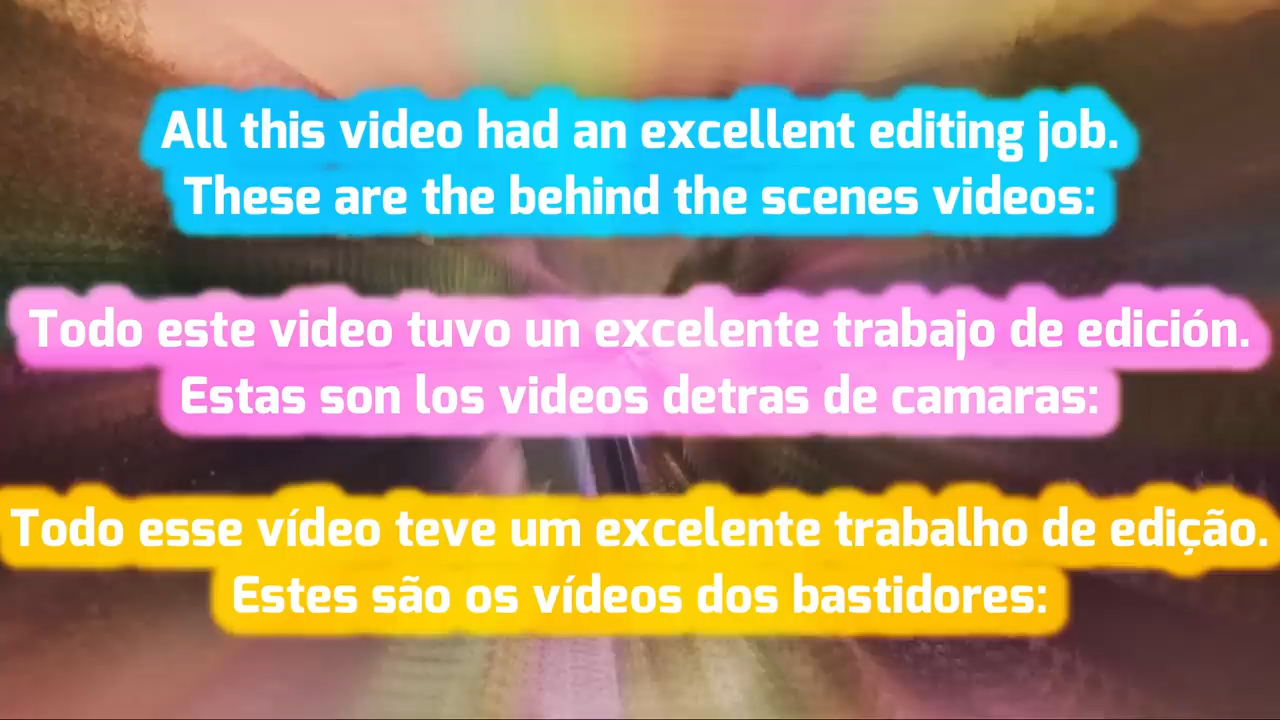 All this video had an excellent editing job.
These are the behind the scenes videos:
Todo este video tuvo un excelente trabajo de edición.
Estas son los videos detras de camaras:
Todo esse vídeo teve um excelente trabalho de edição.
Estes são os vídeos dos bastidores: